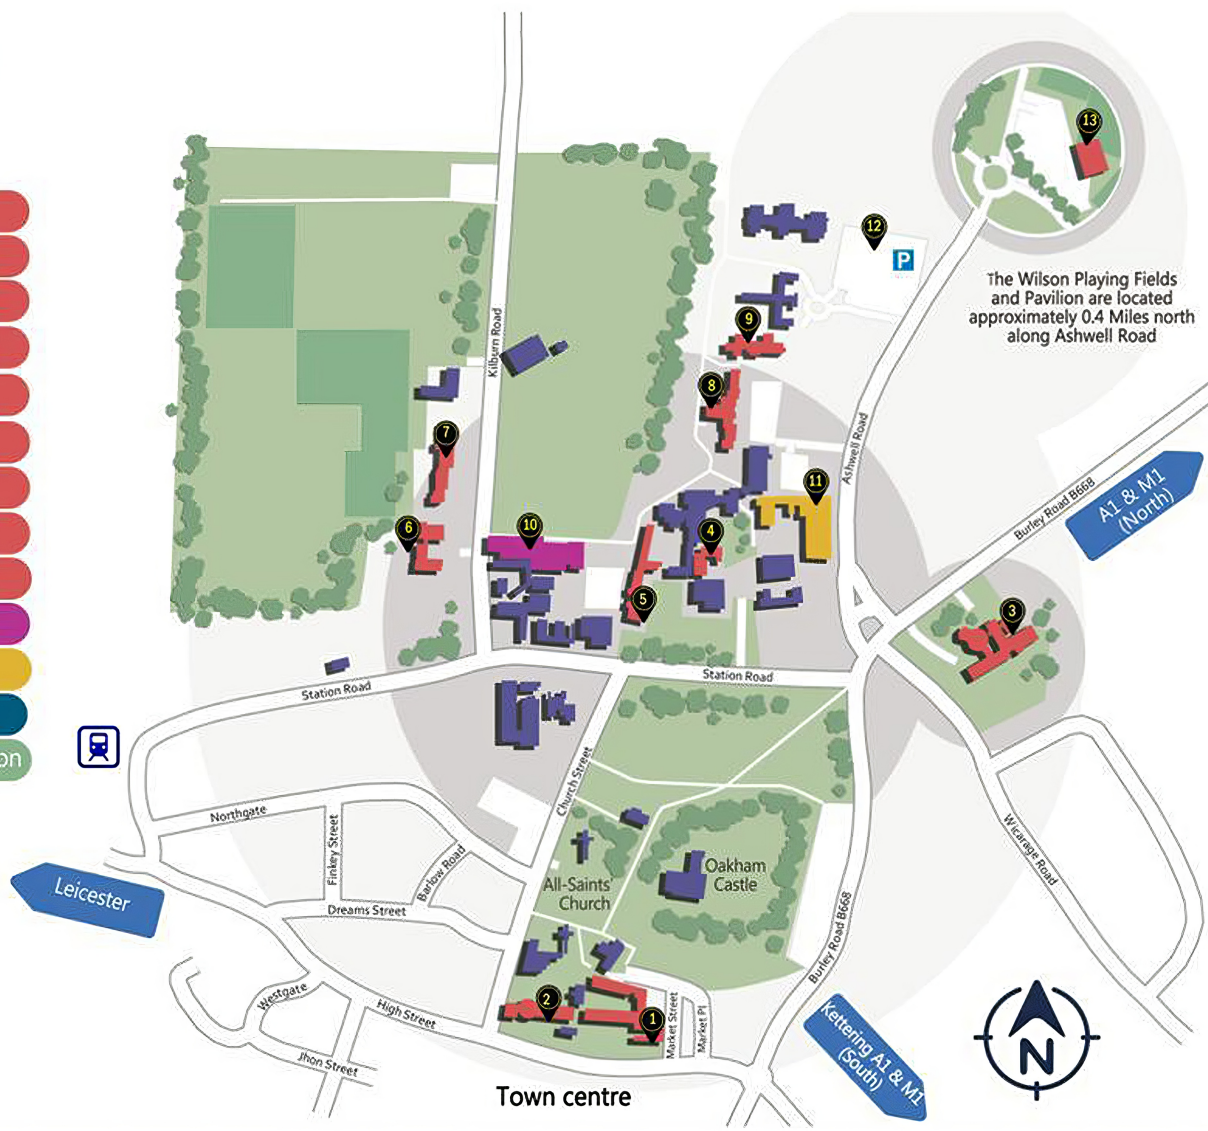 13
12
P
The Wilson Playing Fields
and Pavilion are located
approximately 0.4 Miles north
along Ashwell Road
Kilburn Road
9
8
7
Ashwell Road
A1 & M1
(North)
Burley Road B668
11
6
10
4
5
3
Station Road
Station Road
on
Church Street
Northgate
Finkey Street
Barlow Road
Wicarage Road
Leicester
Oakham
Castle
All-Saints'
Church
Dreams Street
Burley Road B668
Westgate
High Street
2
1
Market Street
Market Pl
Jhon Street
Kettering A1 & M1
(South)
N
Town centre